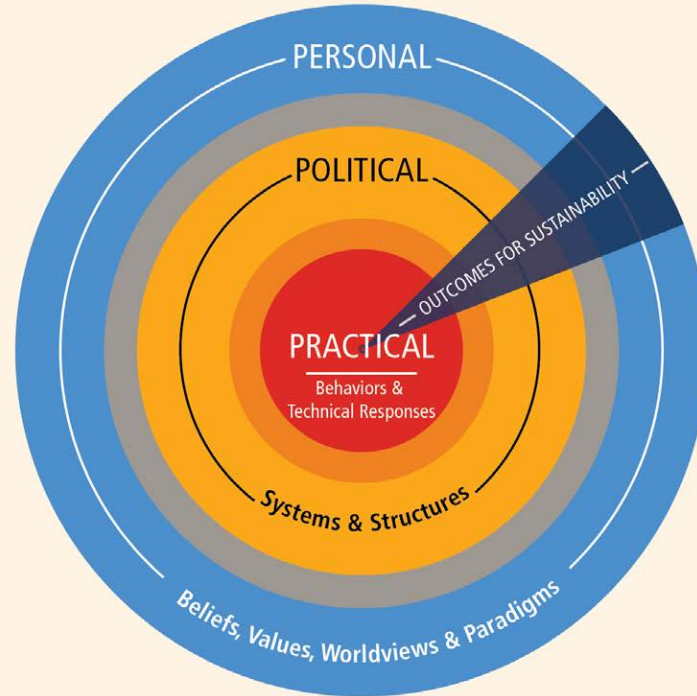 PERSONAL
POLITICAL
OUTCOMES FOR SUSTAINABILITY
PRACTICAL
Behaviors &
Technical Responses
Systems & Structures
Beliefs, Values, Worldviews & Paradigms